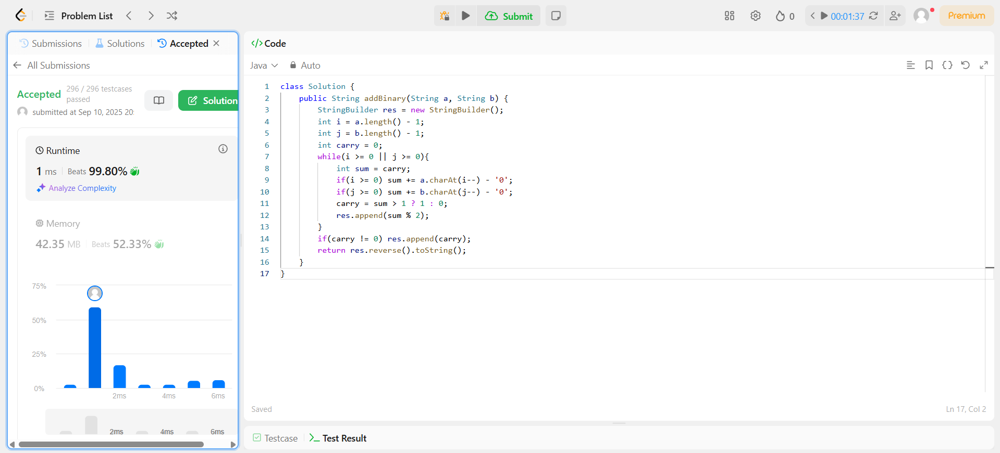 Problem List
Submit
0
00:01:37
Premium
Submissions
Solutions
Accepted
All Submissions
Accepted
296 / 296 testcases
passed
submitted at Sep 10, 2025 20:
Solution
Runtime
1 ms
Beats 99.80%
Analyze Complexity
Memory
42.35 MB
Beats 52.33%
75%
50%
25%
0%
2ms 4ms 6ms
2ms 4ms 6ms
</> Code
Java
Auto
1 class Solution {
2 public String addBinary(String a, String b) {
3 StringBuilder res = new StringBuilder();
4 int i = a.length() - 1;
5 int j = b.length() - 1;
6 int carry = 0;
7 while(i >= 0 || j >= 0){
8 int sum = carry;
9 if(i >= 0) sum += a.charAt(i--) - '0';
10 if(j >= 0) sum += b.charAt(j--) - '0';
11 carry = sum > 1 ? 1 : 0;
12 res.append(sum % 2);
13 }
14 if(carry != 0) res.append(carry);
15 return res.reverse().toString();
16 }
17 }
Saved
Ln 17, Col 2
Testcase
Test Result